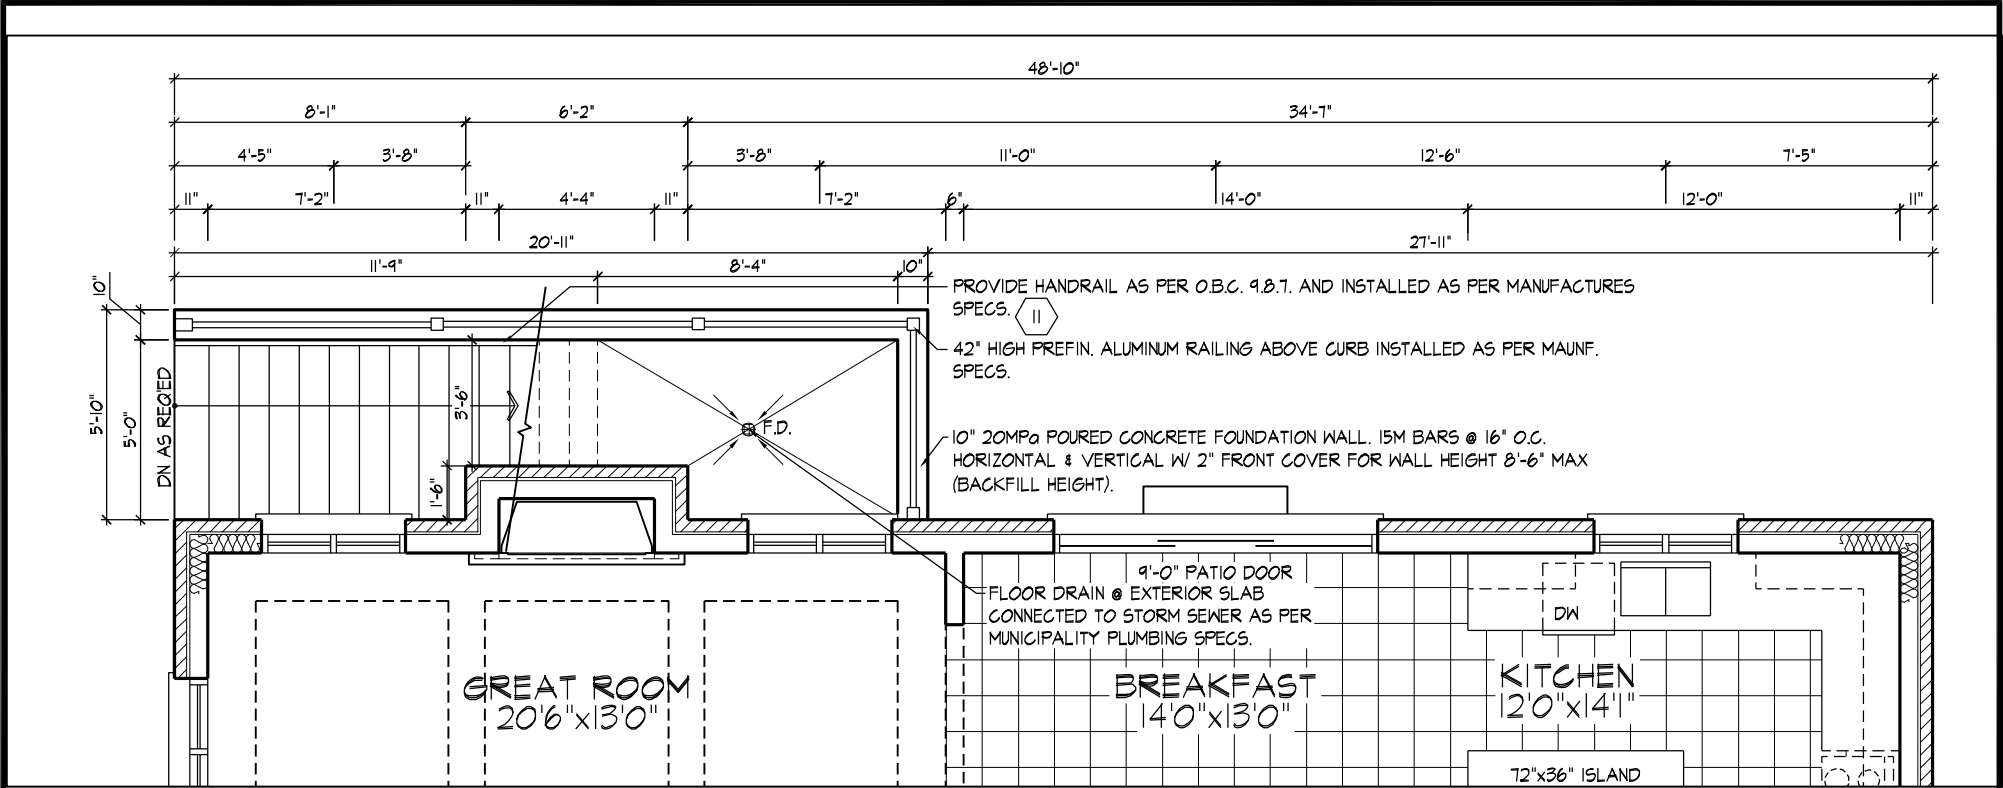 48'-10"
8'-1" 6'-2" 34'-7"
4'-5" 3'-8" 3'-8" 11'-0" 12'-6" 7'-5"
11" 7'-2" 11" 4'-4" 11" 7'-2" 6" 14'-0" 12'-0" 11"
20'-11" 27'-11"
11'-9" 8'-4" 10"
10"
PROVIDE HANDRAIL AS PER O.B.C. 9.8.7. AND INSTALLED AS PER MANUFACTURES
SPECS.
11
42" HIGH PREFIN. ALUMINUM RAILING ABOVE CURB INSTALLED AS PER MAUNF.
SPECS.
5'-10"
5'-0"
DN AS REQ'ED
3'-6"
1'-6"
F.D.
10" 20MPa POURED CONCRETE FOUNDATION WALL. 15M BARS @ 16" O.C.
HORIZONTAL & VERTICAL W/ 2" FRONT COVER FOR WALL HEIGHT 8'-6" MAX
(BACKFILL HEIGHT).
9'-0" PATIO DOOR
FLOOR DRAIN @ EXTERIOR SLAB
CONNECTED TO STORM SEWER AS PER
MUNICIPALITY PLUMBING SPECS.
DW
GREAT ROOM
20'6"x13'0"
BREAKFAST
14'0"x13'0"
KITCHEN
12'0"x14'1"
72"x36" ISLAND